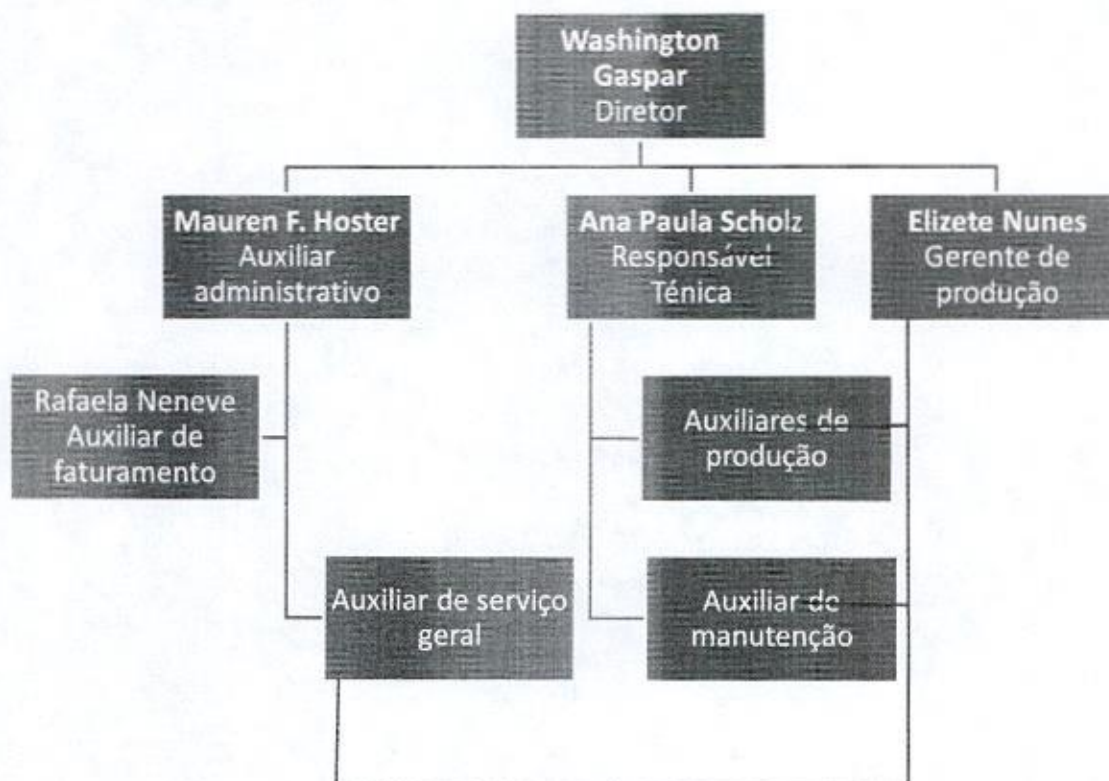 Washington
Gaspar
Diretor
Mauren F. Hoster
Auxiliar
administrativo
Ana Paula Scholz
Responsável
Ténica
Elizete Nunes
Gerente de
produção
Rafaela Neneve
Auxiliar de
faturamento
Auxiliares de
produção
Auxiliar de serviço
geral
Auxiliar de
manutenção